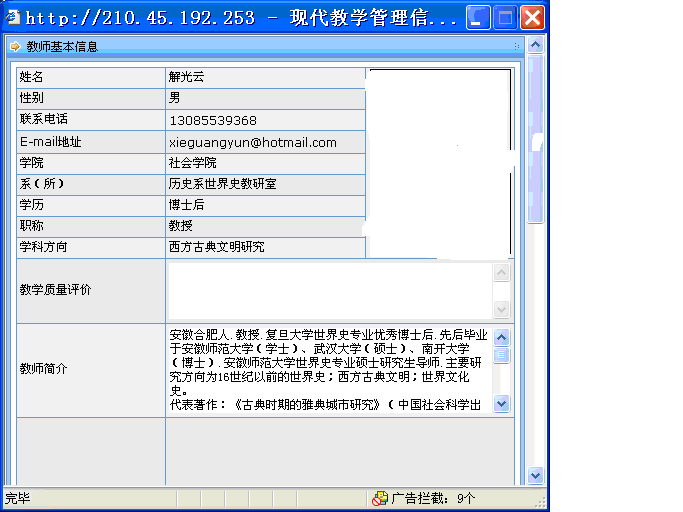 http://210.45.192.253 - 现代教学管理信...
教师基本信息
姓名 解光云
性别 男
联系电话 13085539368
E-mail地址 xieguangyun@hotmail.com
学院 社会学院
系（所） 历史系世界史教研室
学历 博士后
职称 教授
学科方向 西方古典文明研究
教学质量评价
教师简介
安徽合肥人.教授.复旦大学世界史专业优秀博士后.先后毕业
于安徽师范大学（学士）、武汉大学（硕士）、南开大学
（博士）.安徽师范大学世界史专业硕士研究生导师.主要研
究方向为16世纪以前的世界史；西方古典文明；世界文化
史。
代表著作：《古典时期的雅典城市研究》（中国社会科学出
完毕
广告拦截：9个